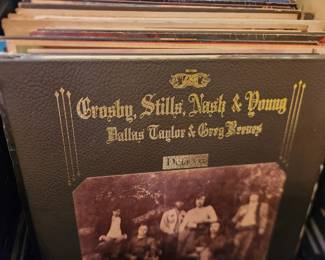 Crosby, Stills, Nash & Young
Dallas Taylor & Greg Reeves
Déjà Vu